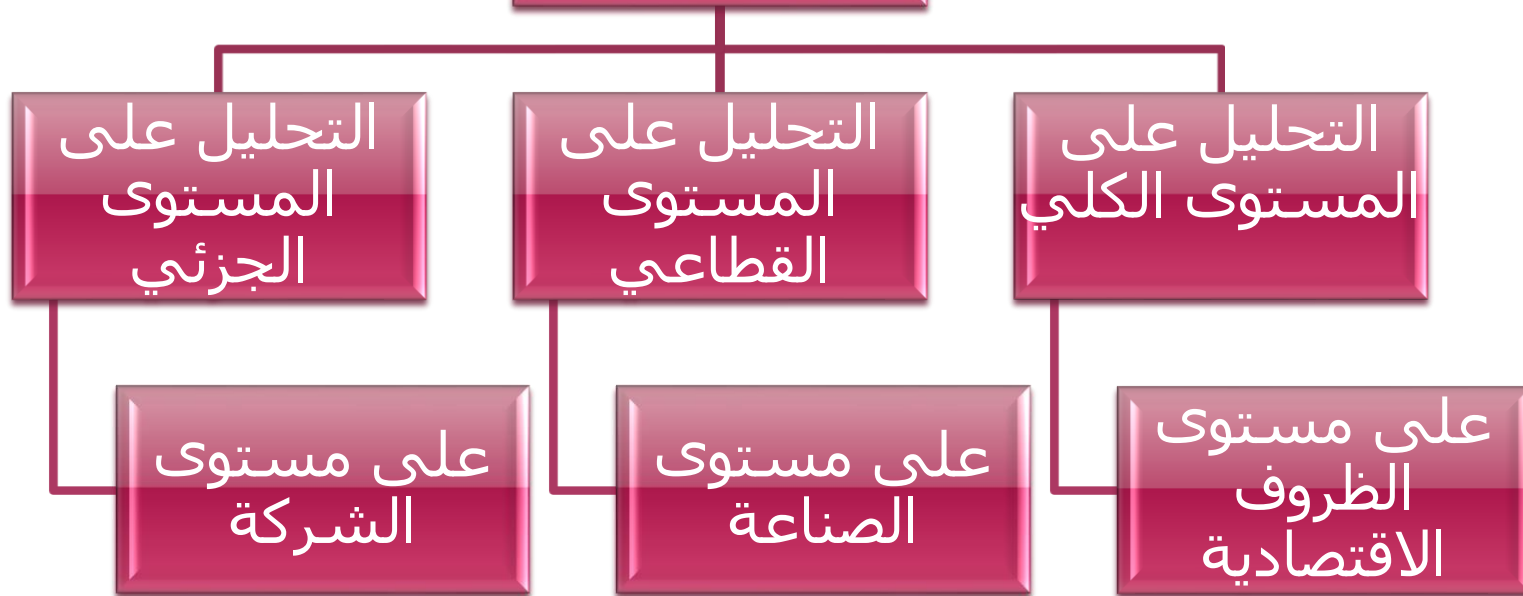 التحليل على
المستوى الكلي
التحليل على
المستوى
القطاعي
التحليل على
المستوى
الجزئي
على مستوى
الظروف
الاقتصادية
على مستوى
الصناعة
على مستوى
الشركة